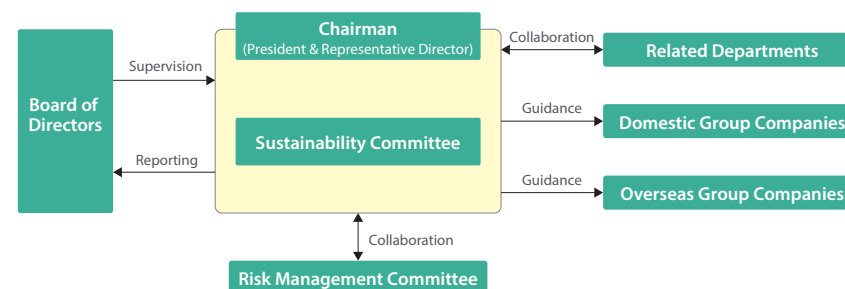 Chairman
(President & Representative Director)
Collaboration
Related Departments
Supervision
Board of
Directors
Guidance
Domestic Group Companies
Sustainability Committee
Reporting
Guidance
Overseas Group Companies
Collaboration
Risk Management Committee